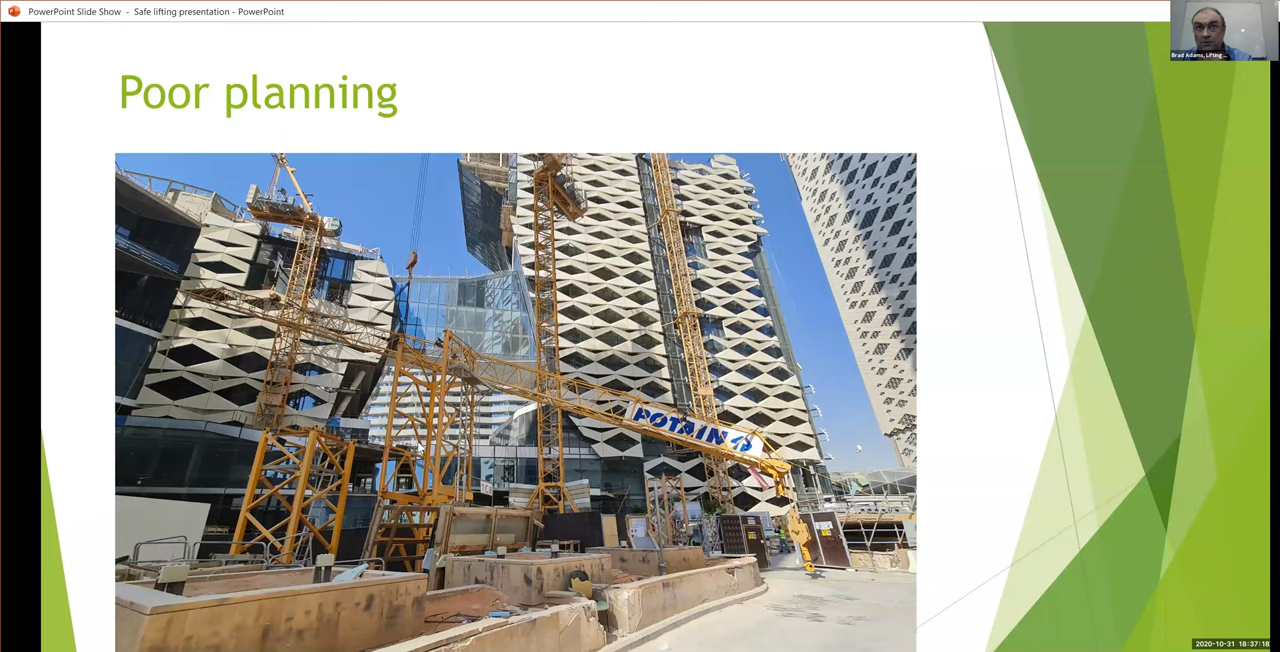 PowerPoint Slide Show - Safe lifting presentation - PowerPoint
Brad Adams, Lifting ...
Poor planning
POTAIN
2020-10-31 18:37:18